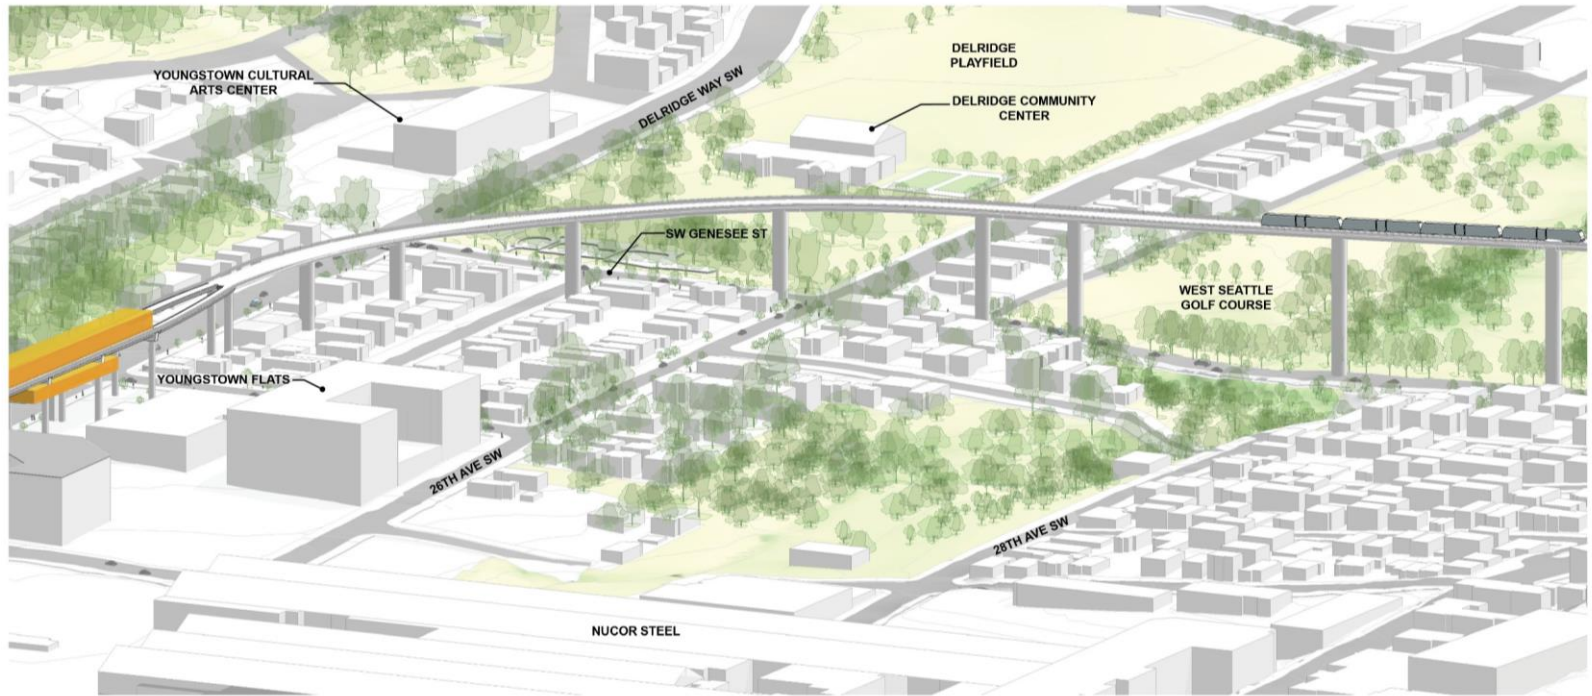 DELRIDGE
PLAYFIELD
YOUNGSTOWN CULTURAL
ARTS CENTER
DELRIDGE WAY SW
DELRIDGE COMMUNITY
CENTER
SW GENESEE ST
WEST SEATTLE
GOLF COURSE
YOUNGSTOWN FLATS
26TH AVE SW
28TH AVE SW
NUCOR STEEL